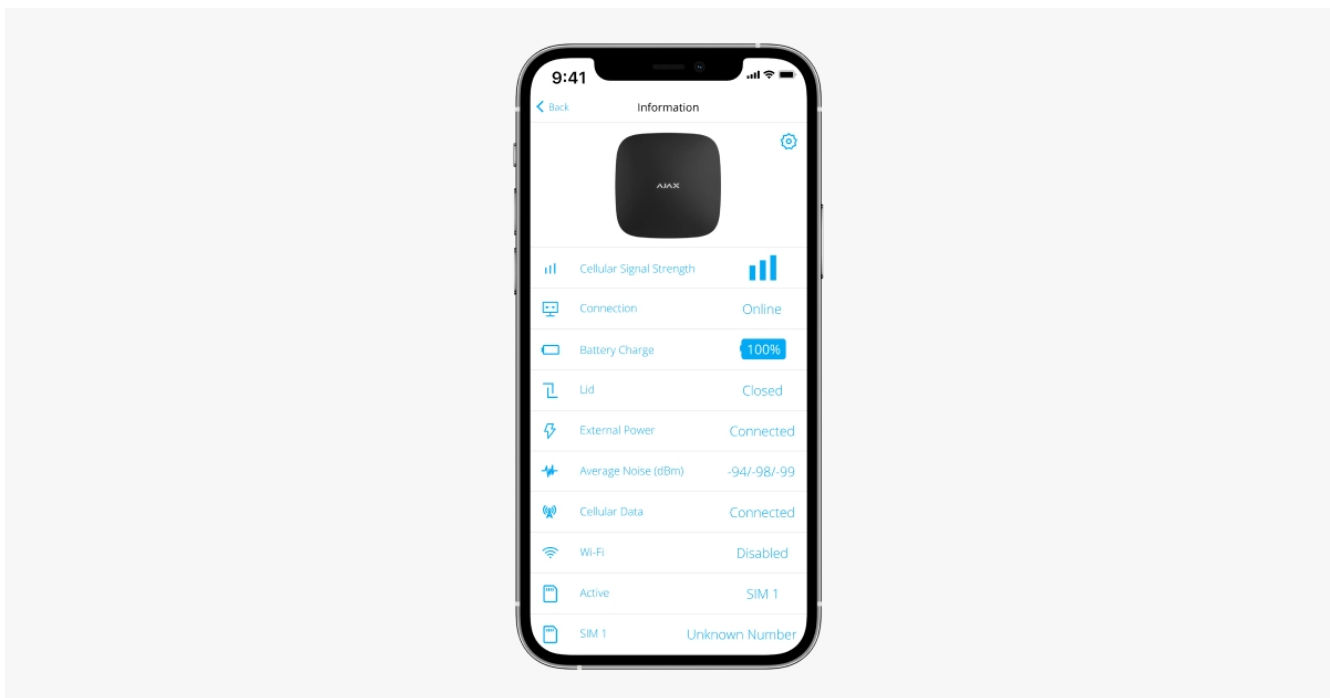 9:41
Back
Information
AJAX
Cellular Signal Strength
Connection Online
Battery Charge 100%
Lid Closed
External Power Connected
Average Noise (dBm) -94/-98/-99
Cellular Data Connected
Wi-Fi Disabled
Active SIM 1
SIM 1 Unknown Number